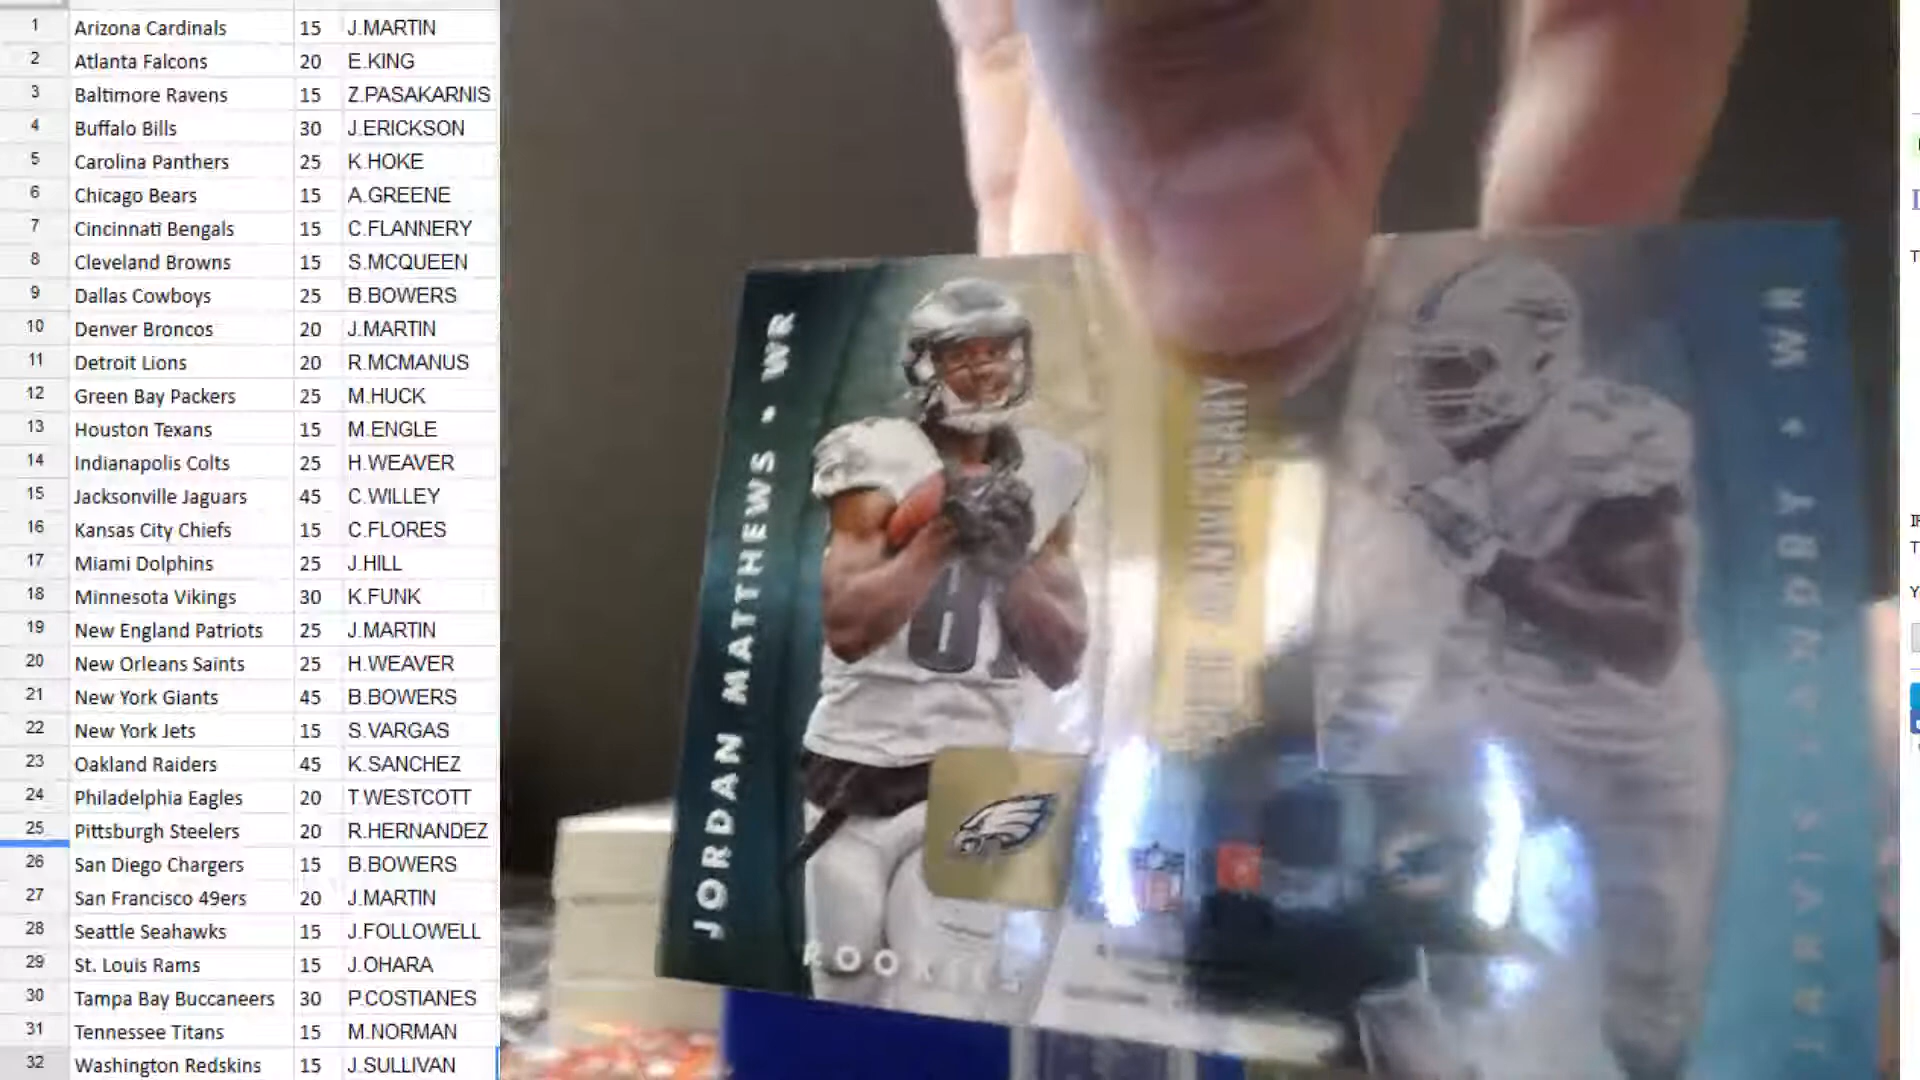 1 Arizona Cardinals 15 J.MARTIN
2 Atlanta Falcons 20 E.KING
3 Baltimore Ravens 15 Z.PASAKARNIS
4 Buffalo Bills 30 J.ERICKSON
5 Carolina Panthers 25 K.HOKE
6 Chicago Bears 15 A.GREENE
7 Cincinnati Bengals 15 C.FLANNERY
8 Cleveland Browns 15 S.MCQUEEN
9 Dallas Cowboys 25 B.BOWERS
10 Denver Broncos 20 J.MARTIN
11 Detroit Lions 20 R.MCMANUS
12 Green Bay Packers 25 M.HUCK
13 Houston Texans 15 M.ENGLE
14 Indianapolis Colts 25 H.WEAVER
15 Jacksonville Jaguars 45 C.WILLEY
16 Kansas City Chiefs 15 C.FLORES
17 Miami Dolphins 25 J.HILL
18 Minnesota Vikings 30 K.FUNK
19 New England Patriots 25 J.MARTIN
20 New Orleans Saints 25 H.WEAVER
21 New York Giants 45 B.BOWERS
22 New York Jets 15 S.VARGAS
23 Oakland Raiders 45 K.SANCHEZ
24 Philadelphia Eagles 20 T.WESTCOTT
25 Pittsburgh Steelers 20 R.HERNANDEZ
26 San Diego Chargers 15 B.BOWERS
27 San Francisco 49ers 20 J.MARTIN
28 Seattle Seahawks 15 J.FOLLOWELL
29 St. Louis Rams 15 J.OHARA
30 Tampa Bay Buccaneers 30 P.COSTIANES
31 Tennessee Titans 15 M.NORMAN
32 Washington Redskins 15 J.SULLIVAN
JORDAN MATTHEWS • WR
ROOKIE
ANNIVERSARY
JARVIS LANDRY • WR